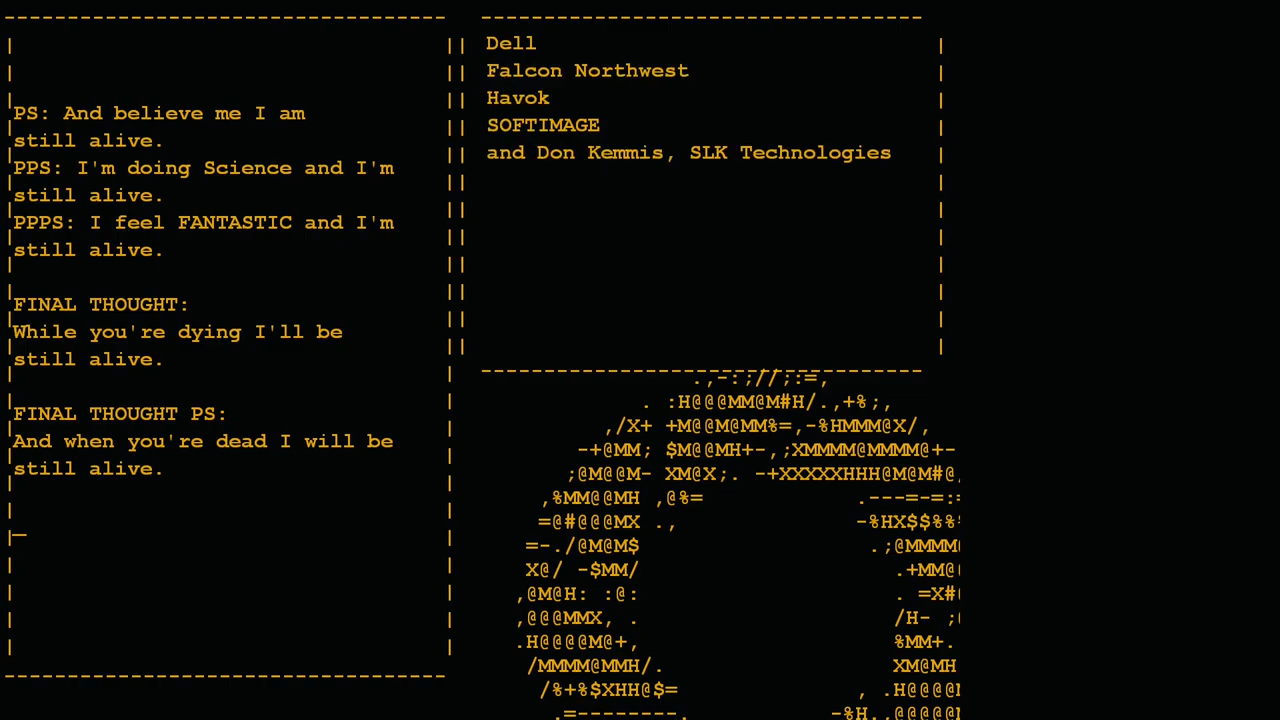 PS: And believe me I am
still alive.
PPS: I'm doing Science and I'm
still alive.
PPPS: I feel FANTASTIC and I'm
still alive.
FINAL THOUGHT:
While you're dying I'll be
still alive.
FINAL THOUGHT PS:
And when you're dead I will be
still alive.
Dell
Falcon Northwest
Havok
SOFTIMAGE
and Don Kemmis, SLK Technologies